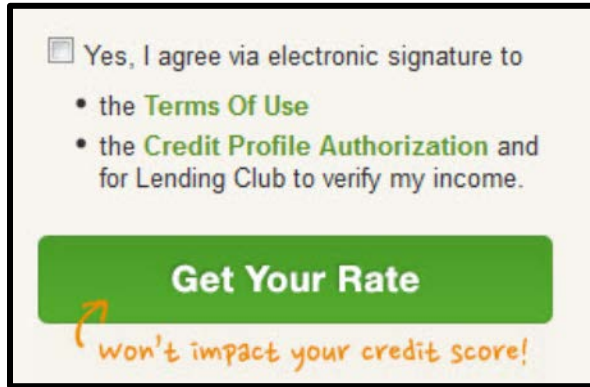 Yes, I agree via electronic signature to
• the Terms Of Use
• the Credit Profile Authorization and
for Lending Club to verify my income.
Get Your Rate
won't impact your credit score!